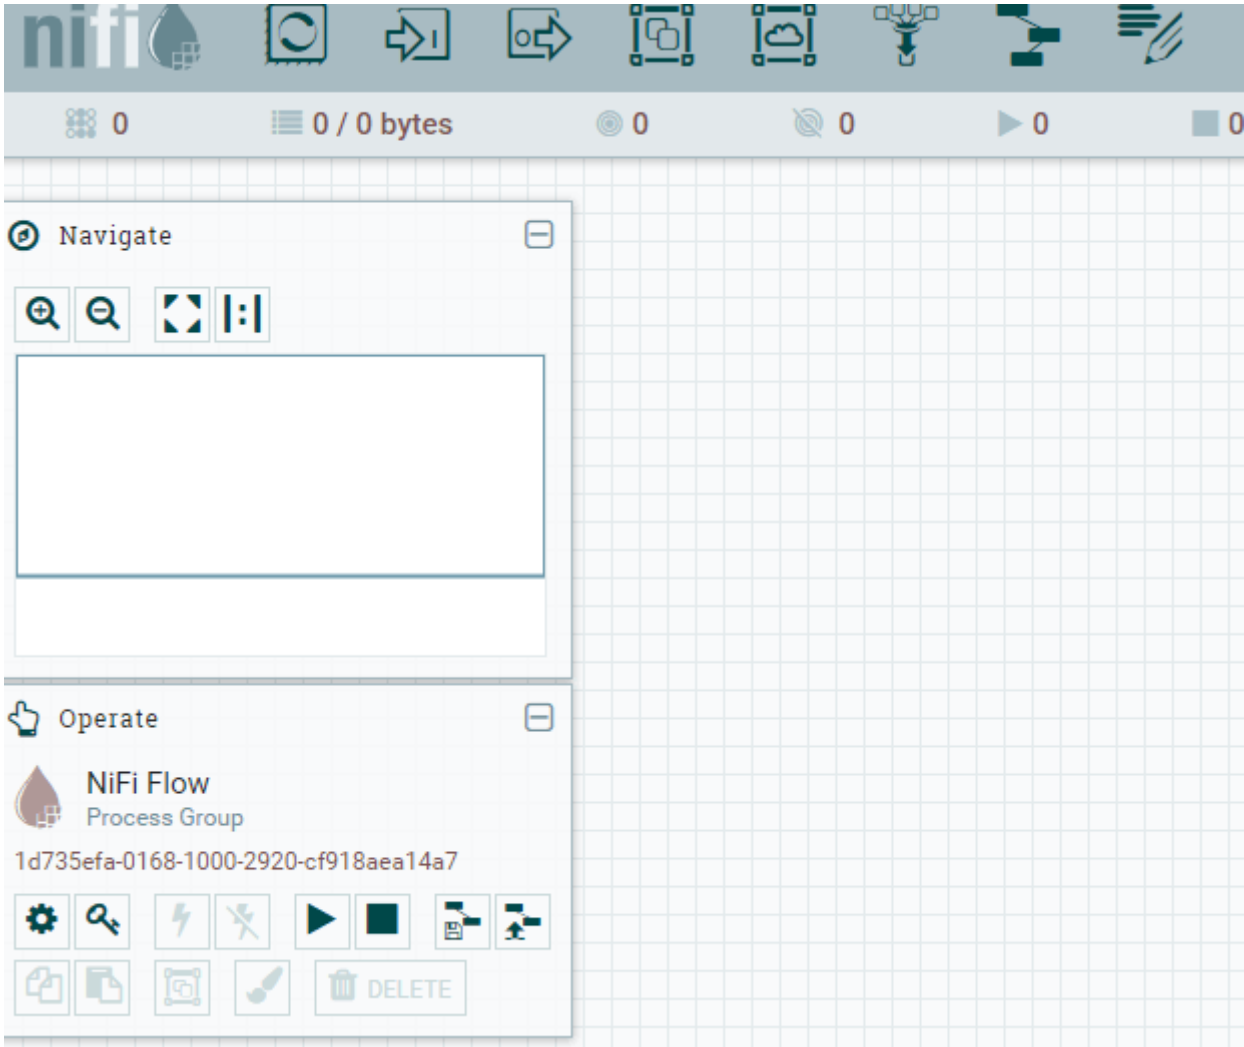 nifi
0
0 / 0 bytes
0
0
0
0
Navigate
Operate
NiFi Flow
Process Group
1d735efa-0168-1000-2920-cf918aea14a7
DELETE